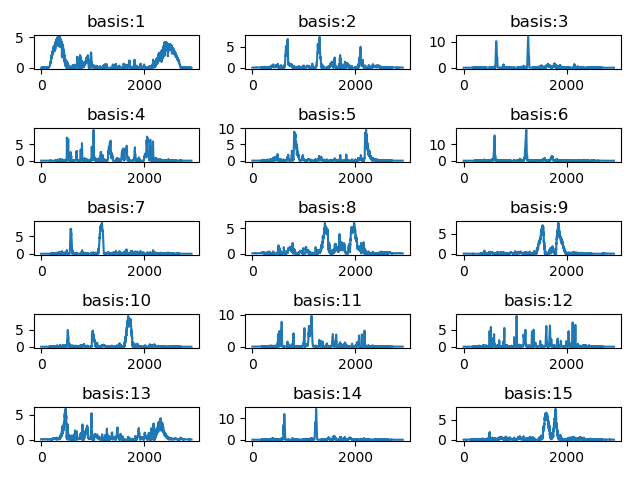 basis:1 basis:2 basis:3
5 5 10
0 0 0
0 2000 0 2000 0 2000
basis:4 basis:5 basis:6
5 10 10
0 5 0
0
0 2000 0 2000 0 2000
basis:7 basis:8 basis:9
5 5 5
0 0 0
0 2000 0 2000 0 2000
basis:10 basis:11 basis:12
5 10 5
0 0 0
0 2000 0 2000 0 2000
basis:13 basis:14 basis:15
5 10 5
0 0 0
0 2000 0 2000 0 2000